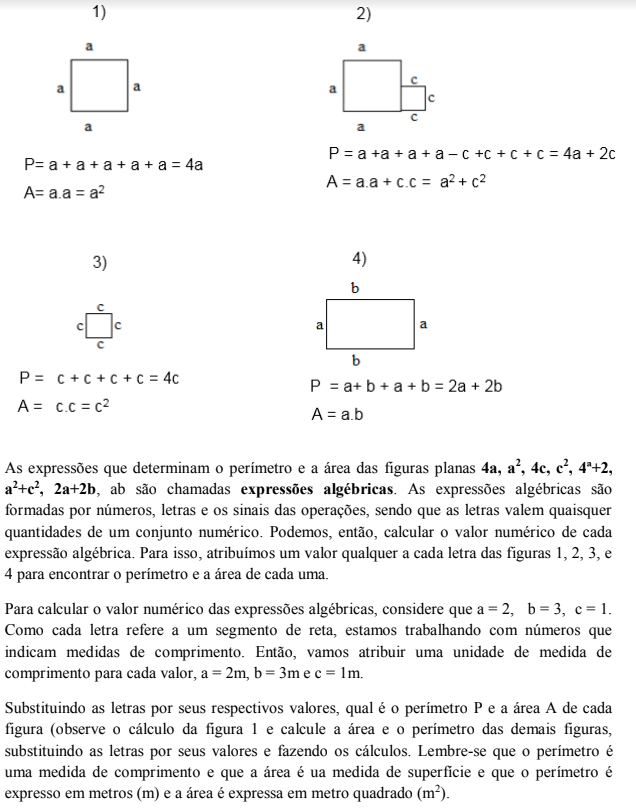 1)
a
a
a
a
P= a + a + a + a + a = 4a
A= a.a = a²
2)
a
a
c
c
c
a
P = a +a + a + a – c +c + c + c = 4a + 2c
A = a.a + c.c = a² + c²
3)
c
c
c
c
P = c + c + c + c = 4c
A = c.c = c²
4)
b
a
a
b
P = a+ b + a + b = 2a + 2b
A = a.b
As expressões que determinam o perímetro e a área das figuras planas 4a, a², 4c, c², 4ª+2,
a²+c², 2a+2b, ab são chamadas expressões algébricas. As expressões algébricas são
formadas por números, letras e os sinais das operações, sendo que as letras valem quaisquer
quantidades de um conjunto numérico. Podemos, então, calcular o valor numérico de cada
expressão algébrica. Para isso, atribuímos um valor qualquer a cada letra das figuras 1, 2, 3, e
4 para encontrar o perímetro e a área de cada uma.
Para calcular o valor numérico das expressões algébricas, considere que a = 2, b = 3, c = 1.
Como cada letra refere a um segmento de reta, estamos trabalhando com números que
indicam medidas de comprimento. Então, vamos atribuir uma unidade de medida de
comprimento para cada valor, a = 2m, b = 3m e c = 1m.
Substituindo as letras por seus respectivos valores, qual é o perímetro P e a área A de cada
figura (observe o cálculo da figura 1 e calcule a área e o perímetro das demais figuras,
substituindo as letras por seus valores e fazendo os cálculos. Lembre-se que o perímetro é
uma medida de comprimento e que a área é ua medida de superfície e que o perímetro é
expresso em metros (m) e a área é expressa em metro quadrado (m²).